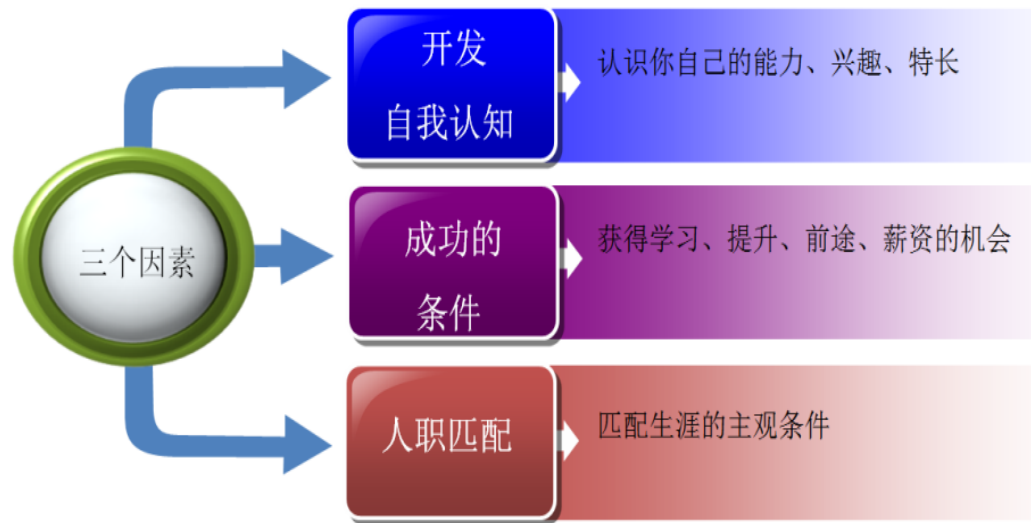 三个因素
开发
自我认知
认识你自己的能力、兴趣、特长
成功的
条件
获得学习、提升、前途、薪资的机会
人职匹配
匹配生涯的主观条件